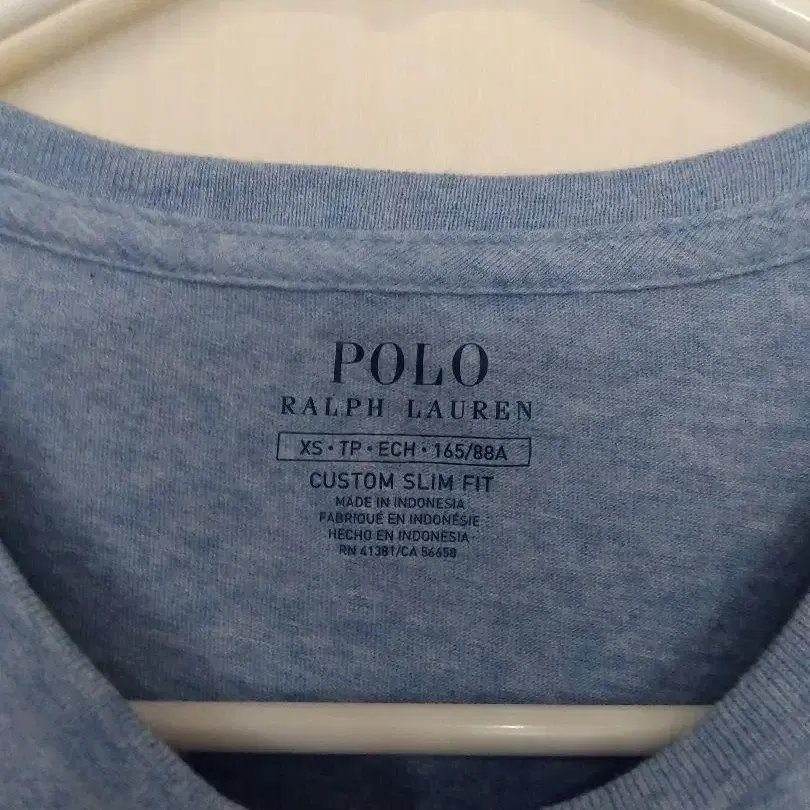 POLO
RALPH LAUREN
XS • TP • ECH • 165/88A
CUSTOM SLIM FIT
MADE IN INDONESIA
FABRIQUÉ EN INDONÉSIE
HECHO EN INDONESIA
RN 41381/CA 56658